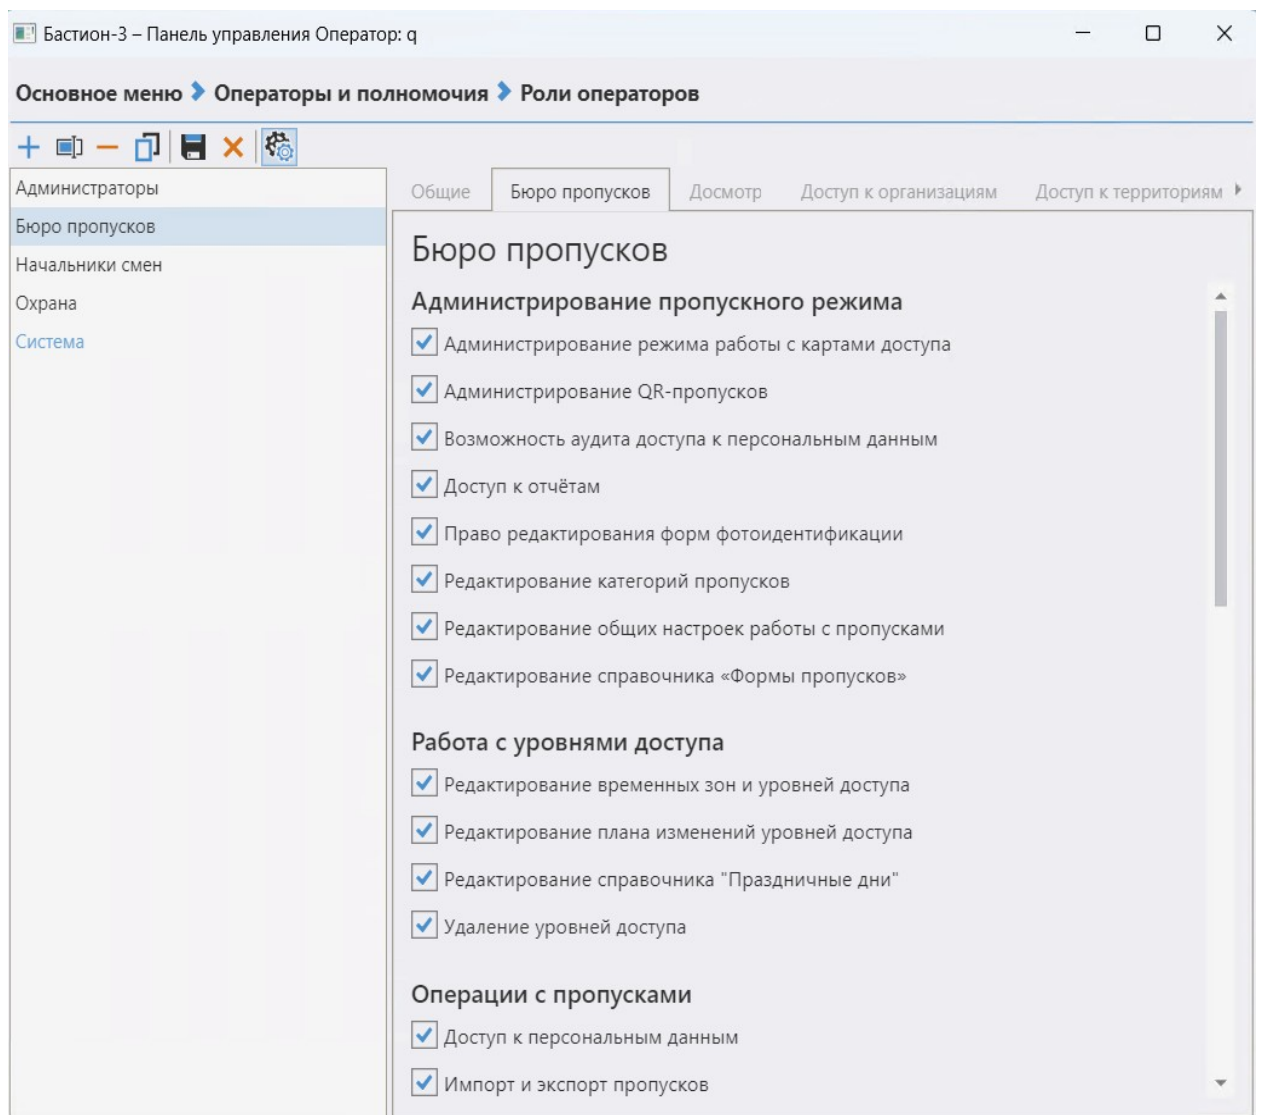 Бастион-3 – Панель управления Оператор: q
Основное меню Операторы и полномочия Роли операторов
Администраторы
Бюро пропусков
Начальники смен
Охрана
Система
Общие Бюро пропусков Досмотр Доступ к организациям Доступ к территориям
Бюро пропусков
Администрирование пропускного режима
Администрирование режима работы с картами доступа
Администрирование QR-пропусков
Возможность аудита доступа к персональным данным
Доступ к отчётам
Право редактирования форм фотоидентификации
Редактирование категорий пропусков
Редактирование общих настроек работы с пропусками
Редактирование справочника «Формы пропусков»
Работа с уровнями доступа
Редактирование временных зон и уровней доступа
Редактирование плана изменений уровней доступа
Редактирование справочника "Праздничные дни"
Удаление уровней доступа
Операции с пропусками
Доступ к персональным данным
Импорт и экспорт пропусков